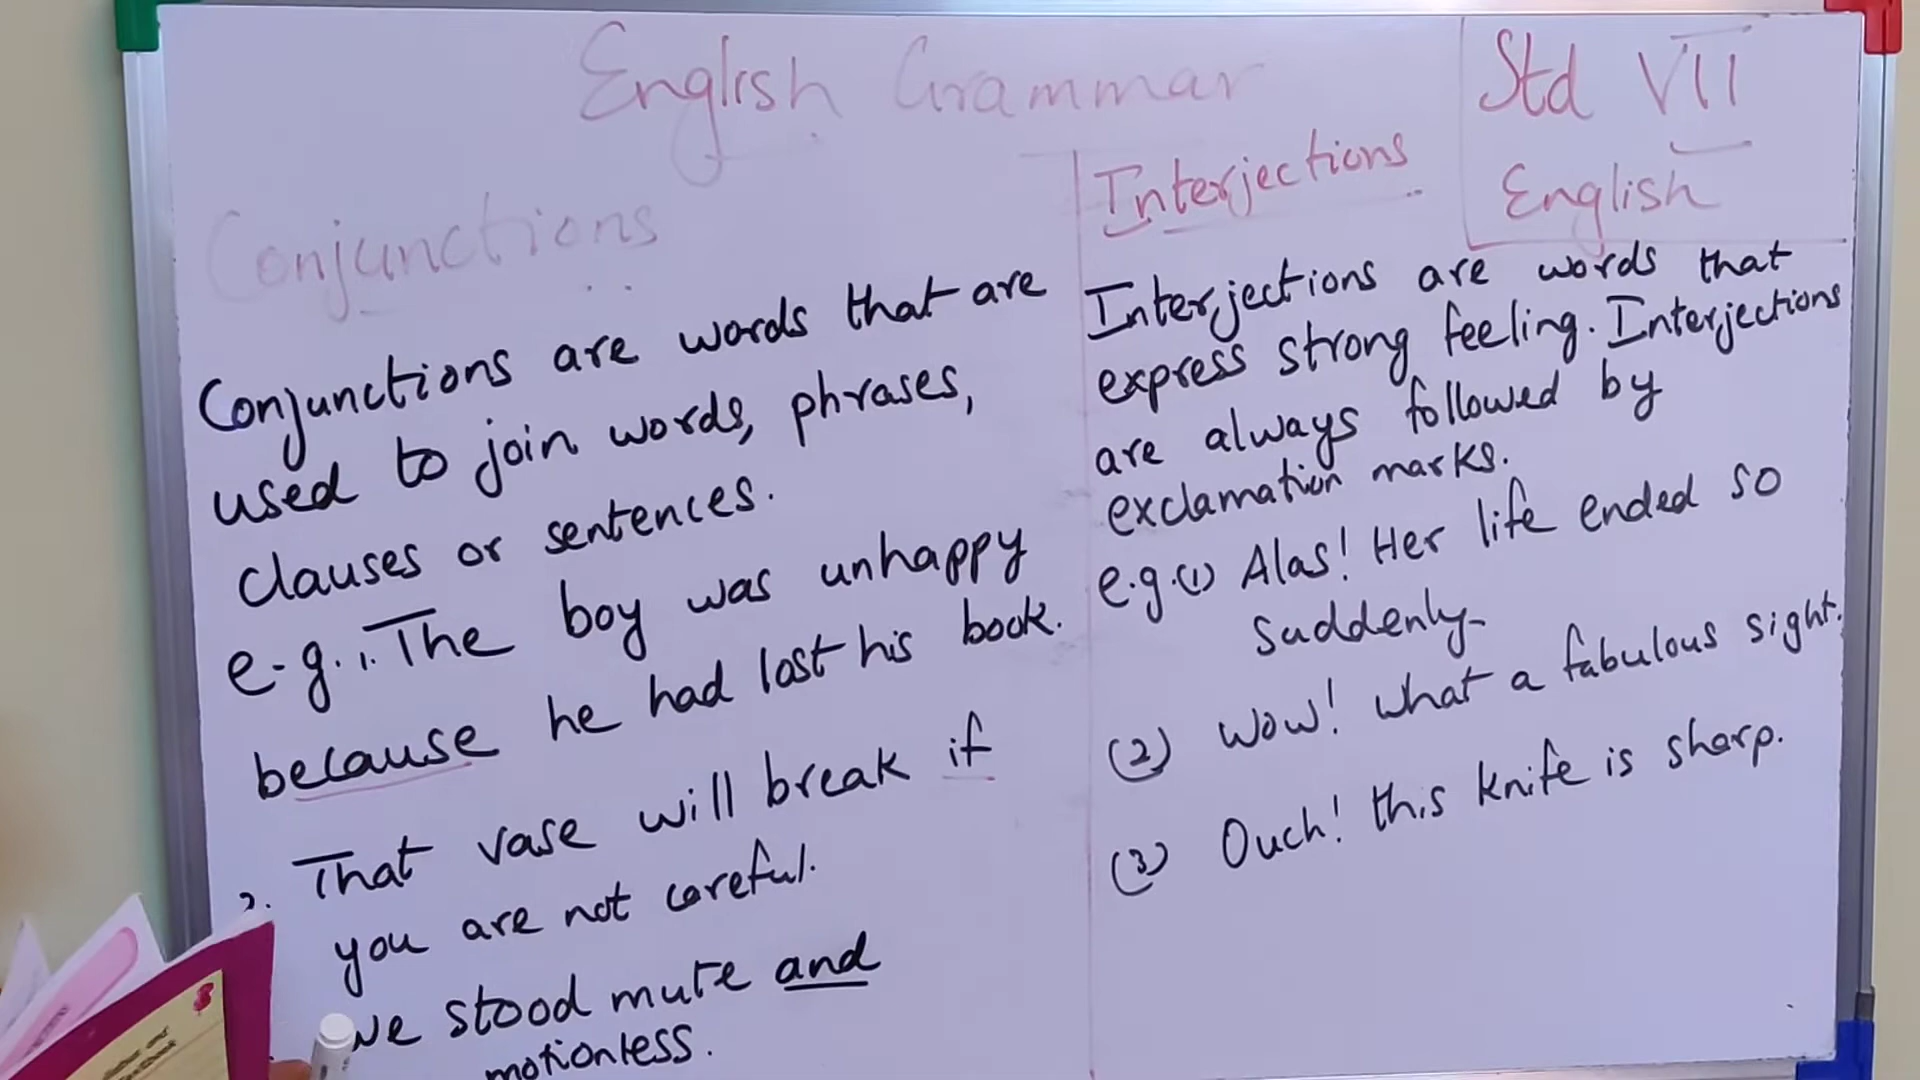 English Grammar
Std VII
English
Conjunctions
Conjunctions are words that are
used to join words, phrases,
clauses or sentences.
e.g. 1. The boy was unhappy
because he had lost his book.
2. That vase will break if
you are not careful.
We stood mute and
motionless.
Interjections
Interjections are words that
express strong feeling. Interjections
are always followed by
exclamation marks.
e.g. (1) Alas! Her life ended so
suddenly.
(2) Wow! What a fabulous sight.
(3) Ouch! this knife is sharp.